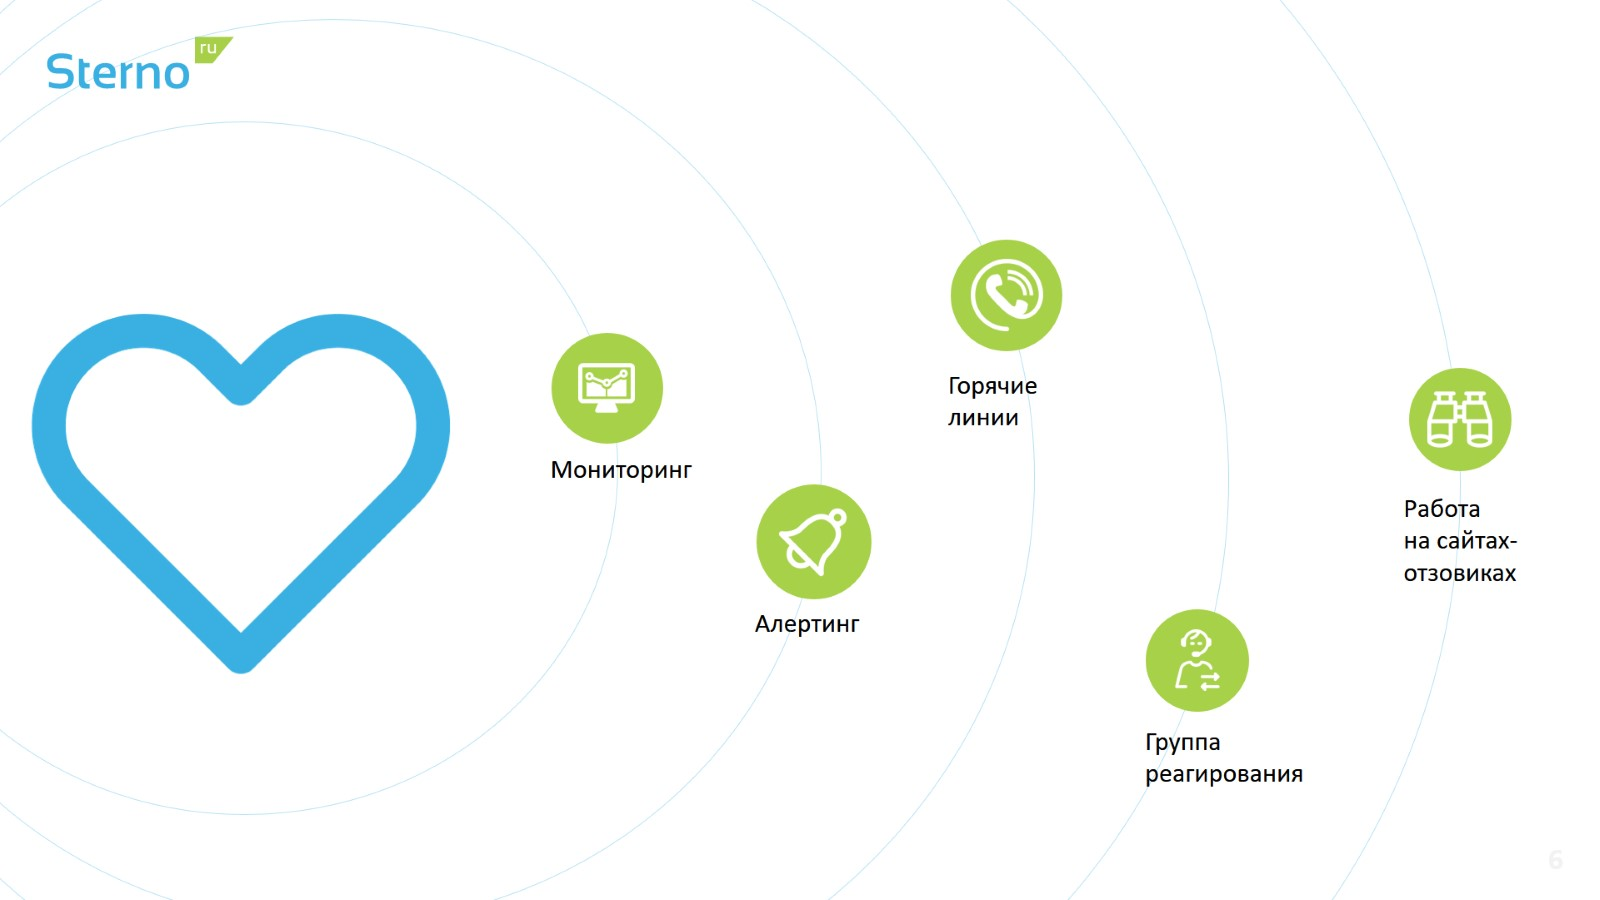 Sterno
ru
Мониторинг
Алертинг
Горячие
линии
Группа
реагирования
Работа
на сайтах-
отзовиках
6